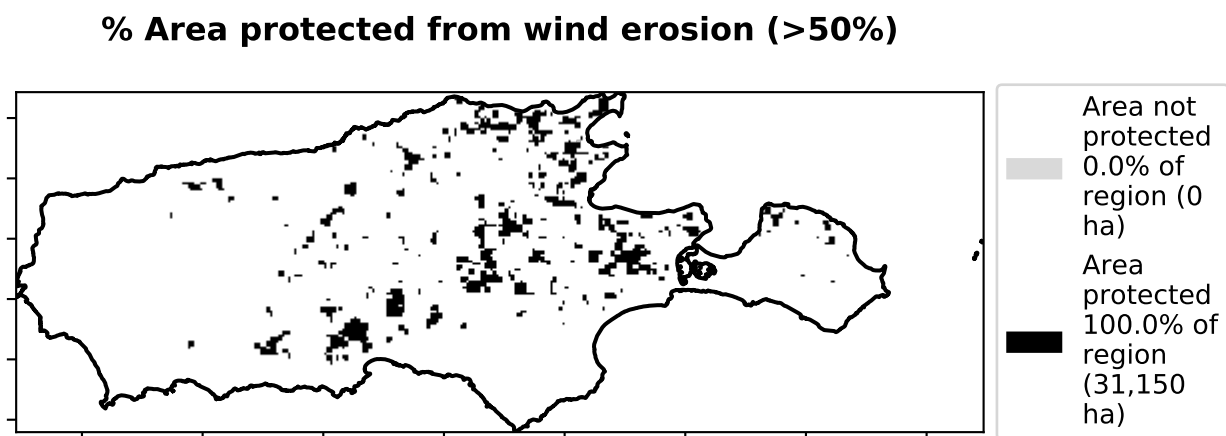 % Area protected from wind erosion (>50%)
Area not
protected
0.0% of
region (0
ha)
Area
protected
100.0% of
region
(31,150
ha)